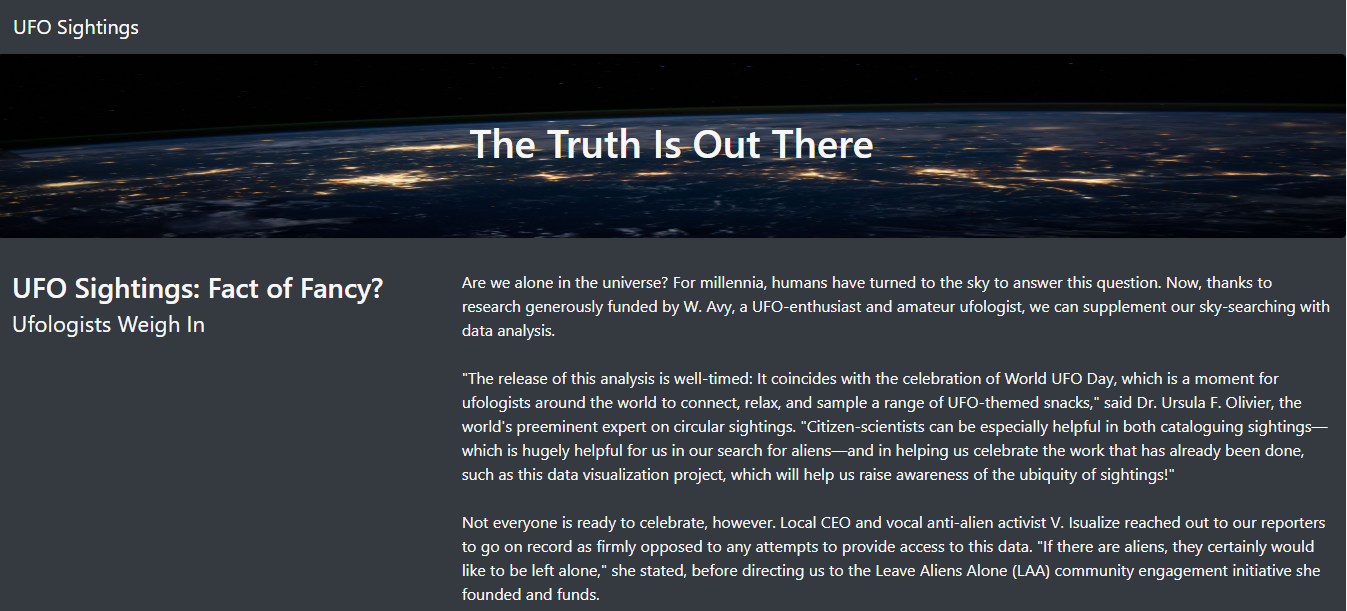 UFO Sightings
The Truth Is Out There
UFO Sightings: Fact of Fancy?
Ufologists Weigh In
Are we alone in the universe? For millennia, humans have turned to the sky to answer this question. Now, thanks to
research generously funded by W. Avy, a UFO-enthusiast and amateur ufologist, we can supplement our sky-searching with
data analysis.
"The release of this analysis is well-timed: It coincides with the celebration of World UFO Day, which is a moment for
ufologists around the world to connect, relax, and sample a range of UFO-themed snacks," said Dr. Ursula F. Olivier, the
world's preeminent expert on circular sightings. "Citizen-scientists can be especially helpful in both cataloguing sightings—
which is hugely helpful for us in our search for aliens—and in helping us celebrate the work that has already been done,
such as this data visualization project, which will help us raise awareness of the ubiquity of sightings!"
Not everyone is ready to celebrate, however. Local CEO and vocal anti-alien activist V. Isualize reached out to our reporters
to go on record as firmly opposed to any attempts to provide access to this data. "If there are aliens, they certainly would
like to be left alone," she stated, before directing us to the Leave Aliens Alone (LAA) community engagement initiative she
founded and funds.